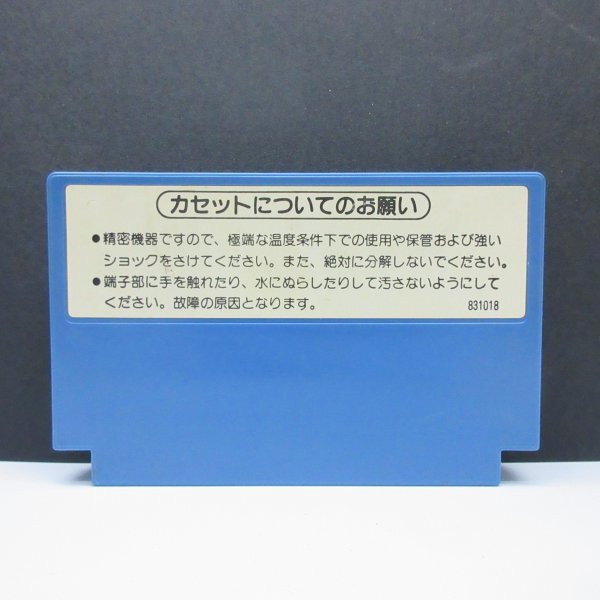 カセットについてのお願い
●精密機器ですので、極端な温度条件下での使用や保管および強い
ショックをさけてください。また、絶対に分解しないでください。
●端子部に手を触れたり、水にぬらしたりして汚さないようにして
ください。故障の原因となります。
831018